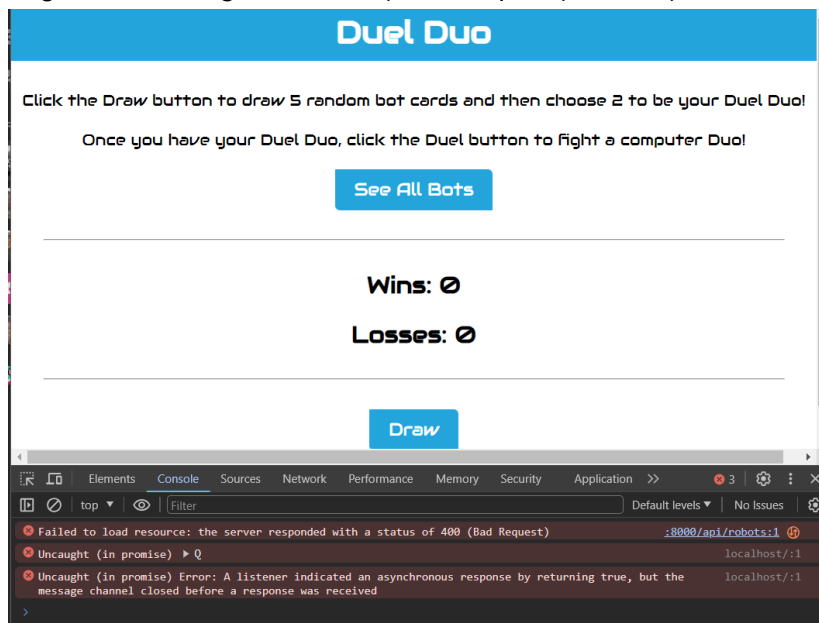 Duel Duo
Click the Draw button to draw 5 random bot cards and then choose 2 to be your Duel Duo!
Once you have your Duel Duo, click the Duel button to fight a computer Duo!
See All Bots
Wins: 0
Losses: 0
Draw
Elements Console Sources Network Performance Memory Security Application >> 3
top ▼ Filter Default levels ▼ No Issues
Failed to load resource: the server responded with a status of 400 (Bad Request) :8000/api/robots:1
Uncaught (in promise) ▶ Q localhost/:1
Uncaught (in promise) Error: A listener indicated an asynchronous response by returning true, but the localhost/:1
message channel closed before a response was received
>